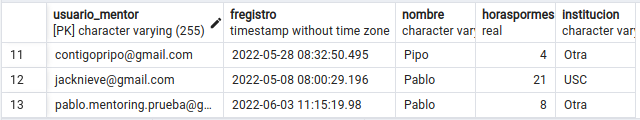 usuario_mentor fregistro nombre horaspormes institucion
[PK] character varying (255) timestamp without time zone character vary real character vary
11 contigopripo@gmail.com 2022-05-28 08:32:50.495 Pipo 4 Otra
12 jacknieve@gmail.com 2022-05-08 08:00:29.196 Pablo 21 USC
13 pablo.mentoring.prueba@g... 2022-06-03 11:15:19.98 Pablo 8 Otra